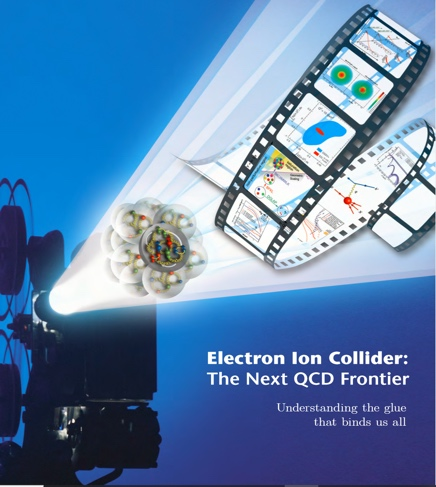 Electron Ion Collider:
The Next QCD Frontier
Understanding the glue
that binds us all